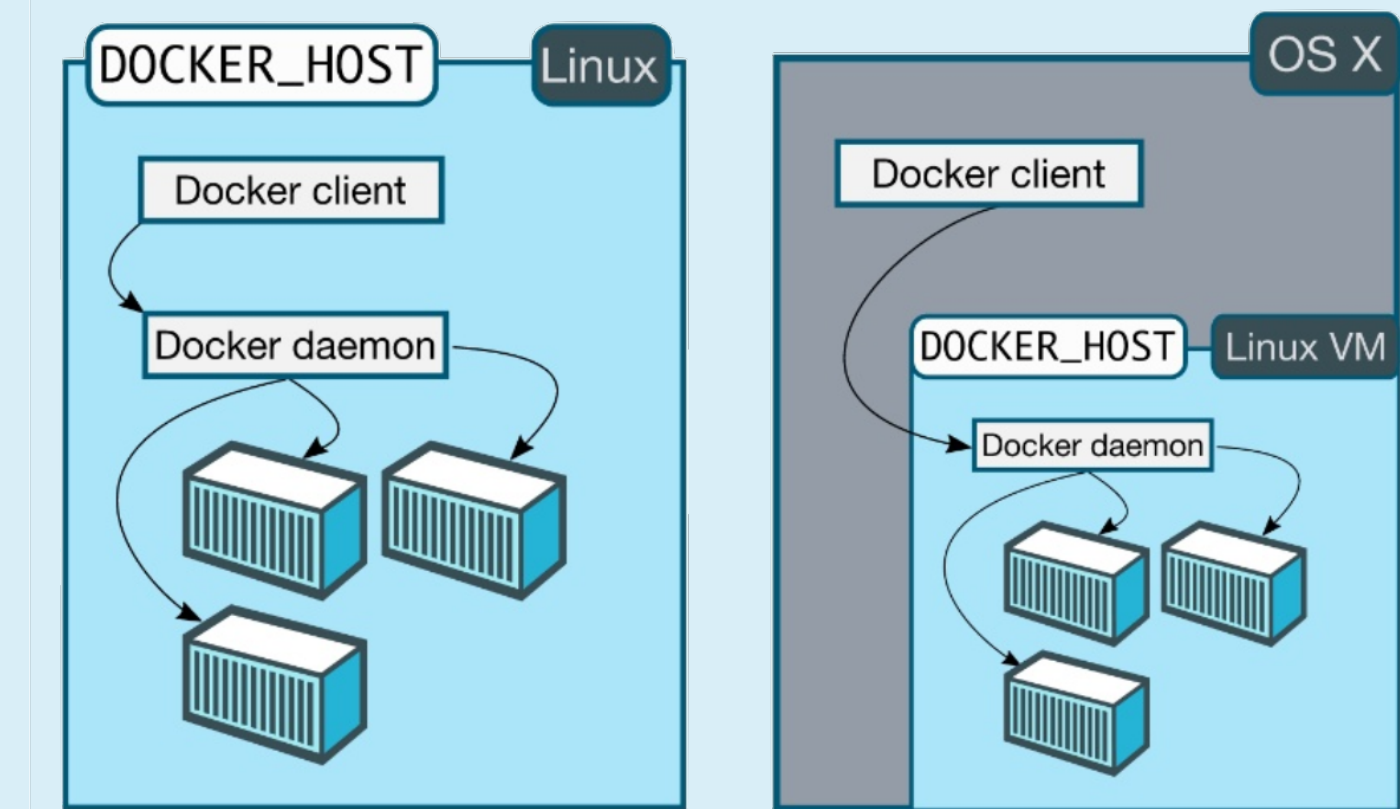 DOCKER_HOST
Linux
Docker client
Docker daemon
OS X
Docker client
DOCKER_HOST
Linux VM
Docker daemon